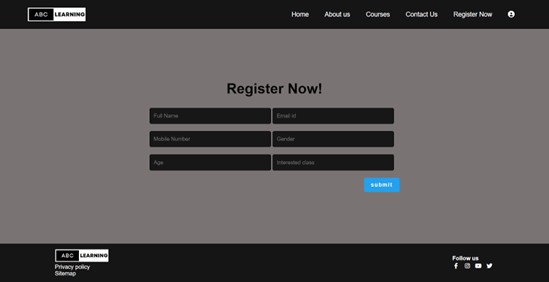 ABC LEARNING
Home About us Courses Contact Us Register Now
Register Now!
Full Name Email id
Mobile Number Gender
Age Interested class
submit
ABC LEARNING
Privacy policy
Sitemap
Follow us